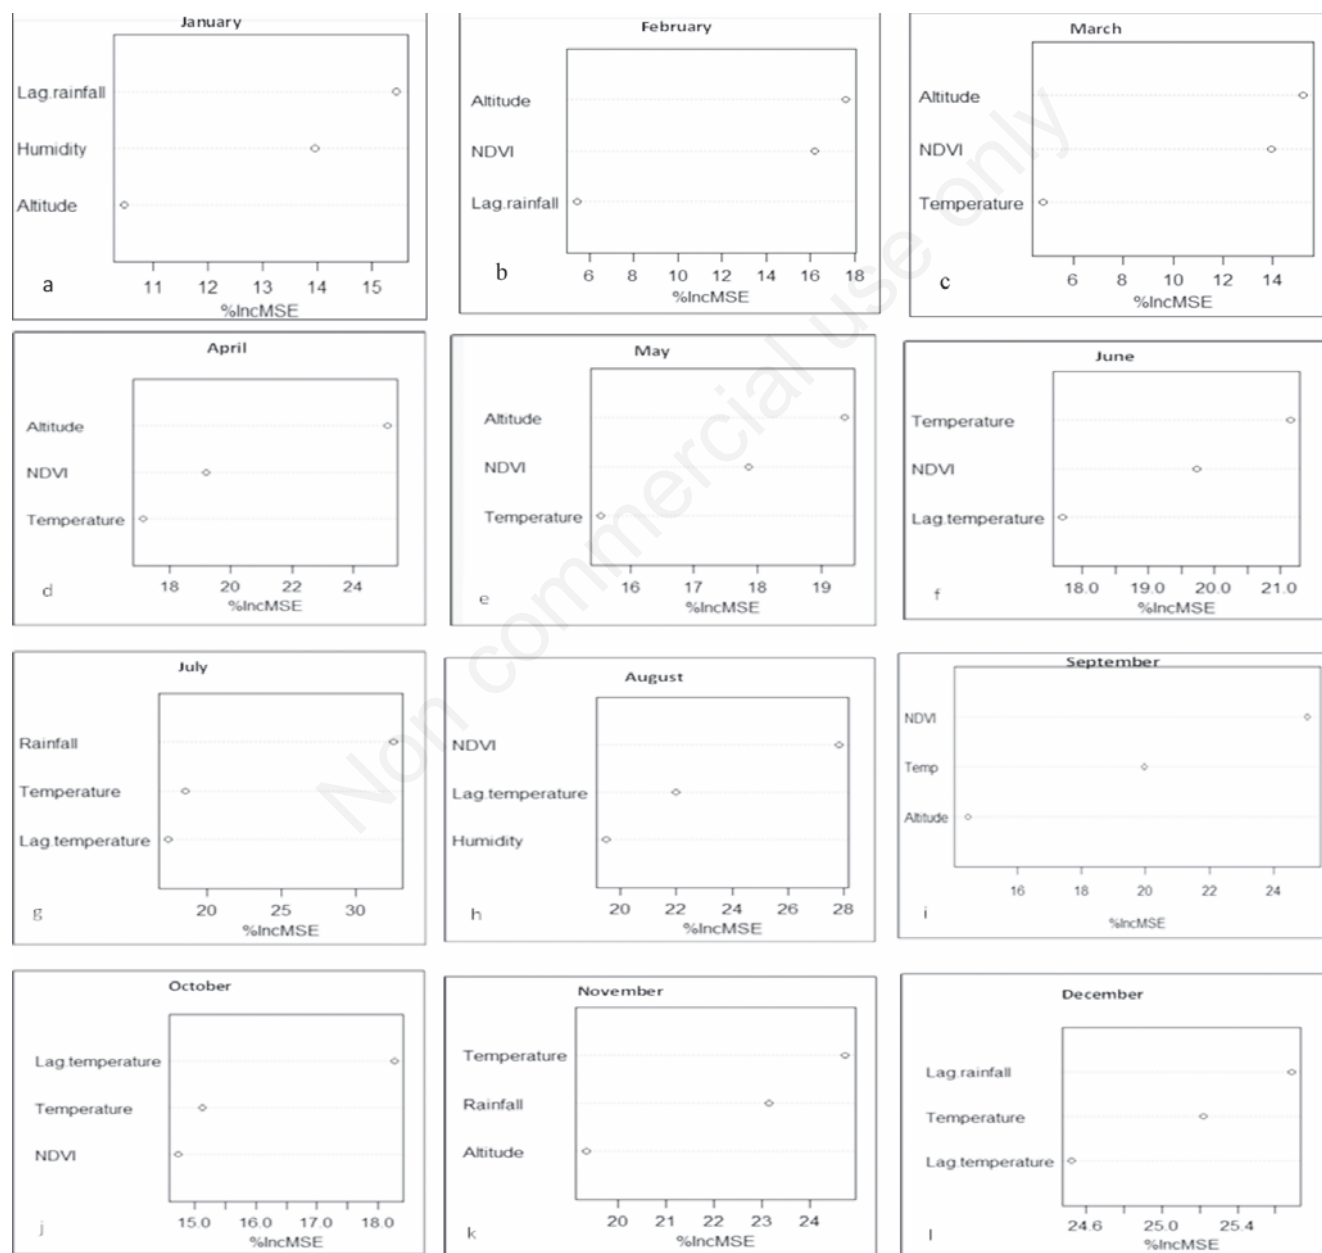 January
Lag.rainfall
Humidity
Altitude
11 12 13 14 15
%IncMSE
a
February
Altitude
NDVI
Lag.rainfall
6 8 10 12 14 16 18
%IncMSE
b
March
Altitude
NDVI
Temperature
6 8 10 12 14
%IncMSE
c
April
Altitude
NDVI
Temperature
18 20 22 24
%IncMSE
d
May
Altitude
NDVI
Temperature
16 17 18 19
%IncMSE
e
June
Temperature
NDVI
Lag.temperature
18.0 19.0 20.0 21.0
%IncMSE
f
July
Rainfall
Temperature
Lag.temperature
20 25 30
%IncMSE
g
August
NDVI
Lag.temperature
Humidity
20 22 24 26 28
%IncMSE
h
September
NDVI
Temp
Altitude
16 18 20 22 24
%IncMSE
i
October
Lag.temperature
Temperature
NDVI
15.0 16.0 17.0 18.0
%IncMSE
j
November
Temperature
Rainfall
Altitude
20 21 22 23 24
%IncMSE
k
December
Lag.rainfall
Temperature
Lag.temperature
24.6 25.0 25.4
%IncMSE
l
Non commercial use only